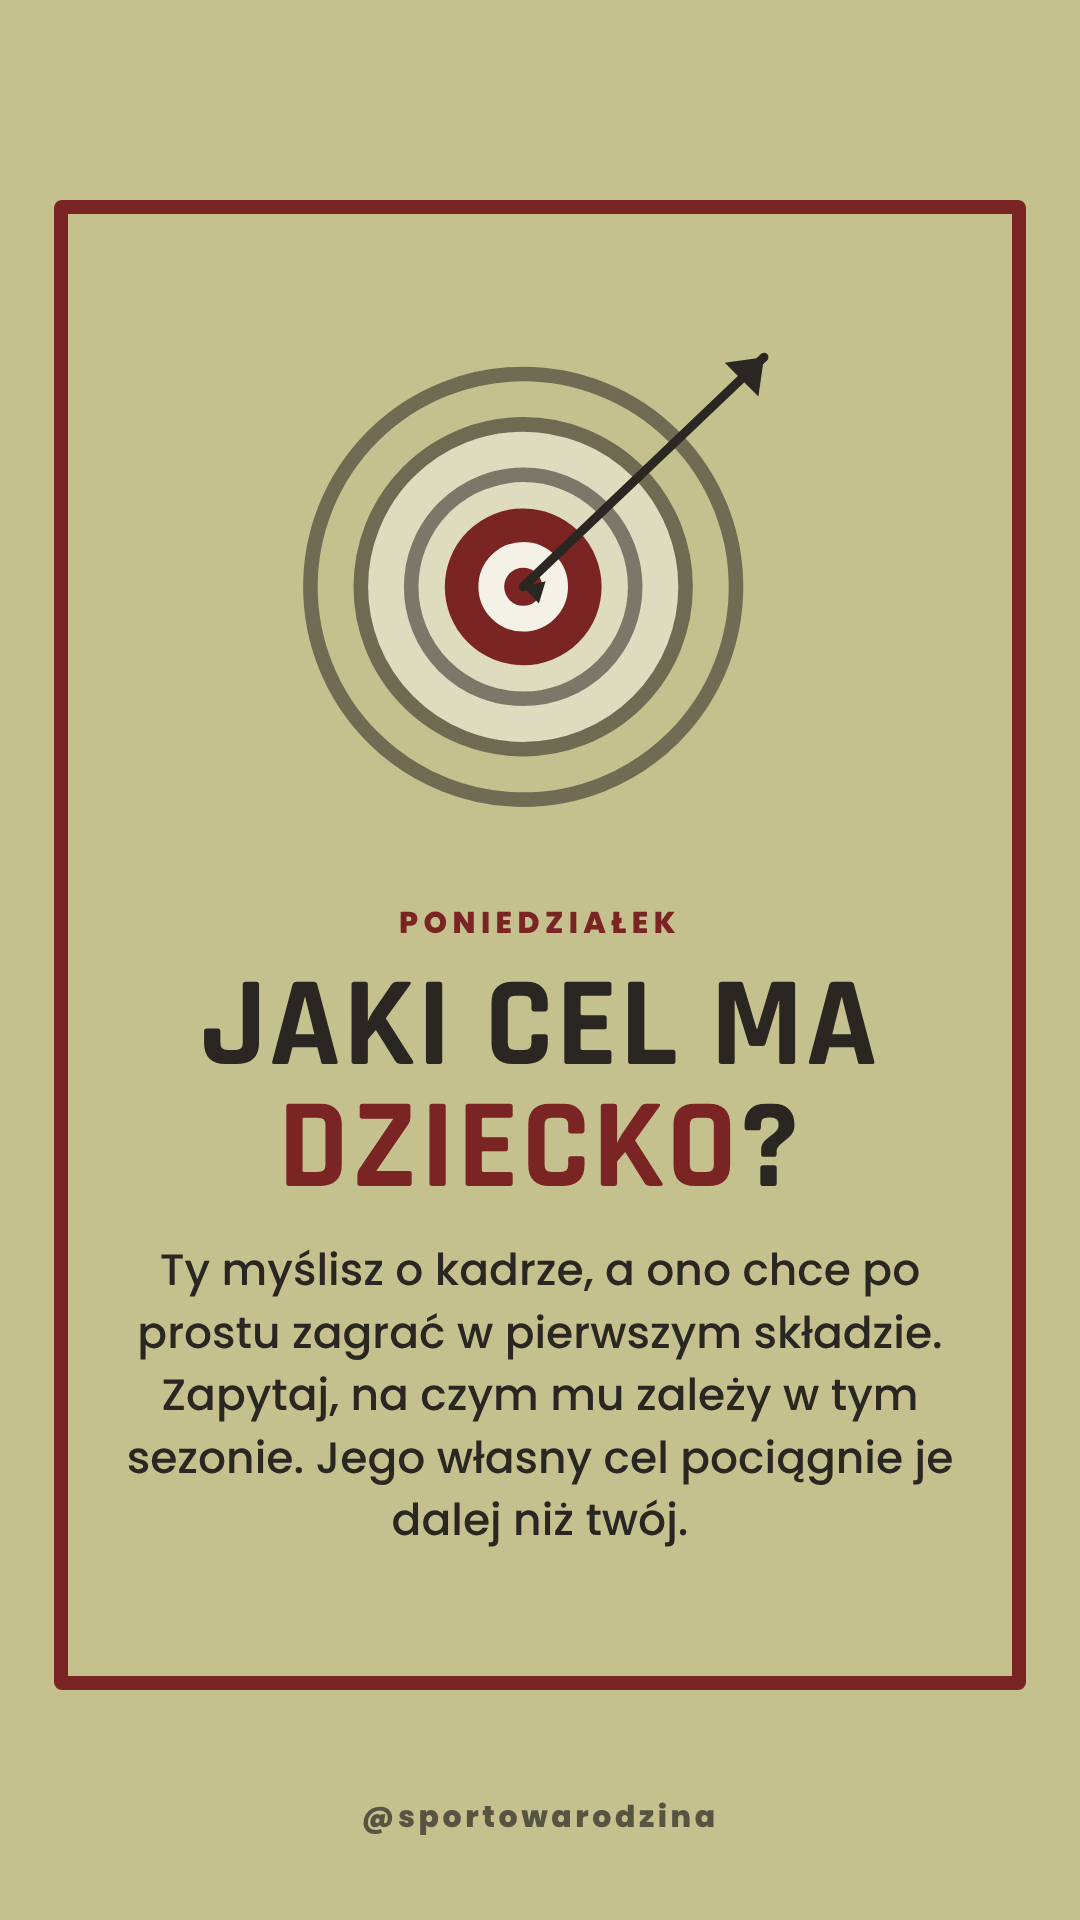 PONIEDZIAŁEK
JAKI CEL MA
DZIECKO?
Ty myślisz o kadrze, a ono chce po
prostu zagrać w pierwszym składzie.
Zapytaj, na czym mu zależy w tym
sezonie. Jego własny cel pociągnie je
dalej niż twój.
@sportowarodzina